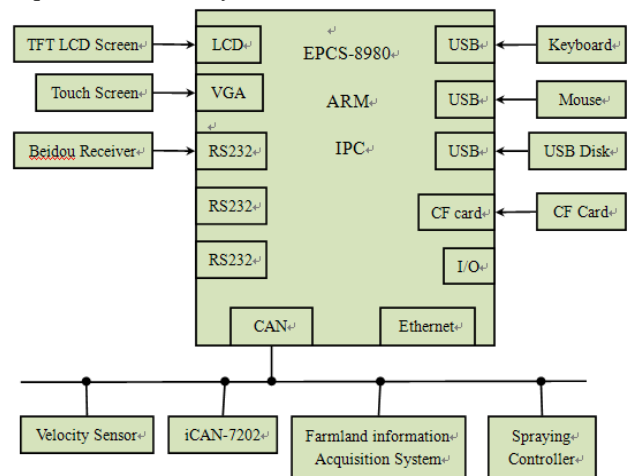 TFT LCD Screen
LCD
EPCS-8980
USB
Keyboard
Touch Screen
VGA
ARM
USB
Mouse
Beidou Receiver
RS232
IPC
USB
USB Disk
RS232
CF card
CF Card
RS232
I/O
CAN
Ethernet
Velocity Sensor
iCAN-7202
Farmland information
Acquisition System
Spraying
Controller